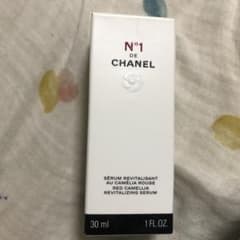 N°1
DE
CHANEL
SÉRUM REVITALISANT
AU CAMÉLIA ROUGE
RED CAMELLIA
REVITALIZING SERUM
30 ml 1 FL. OZ.